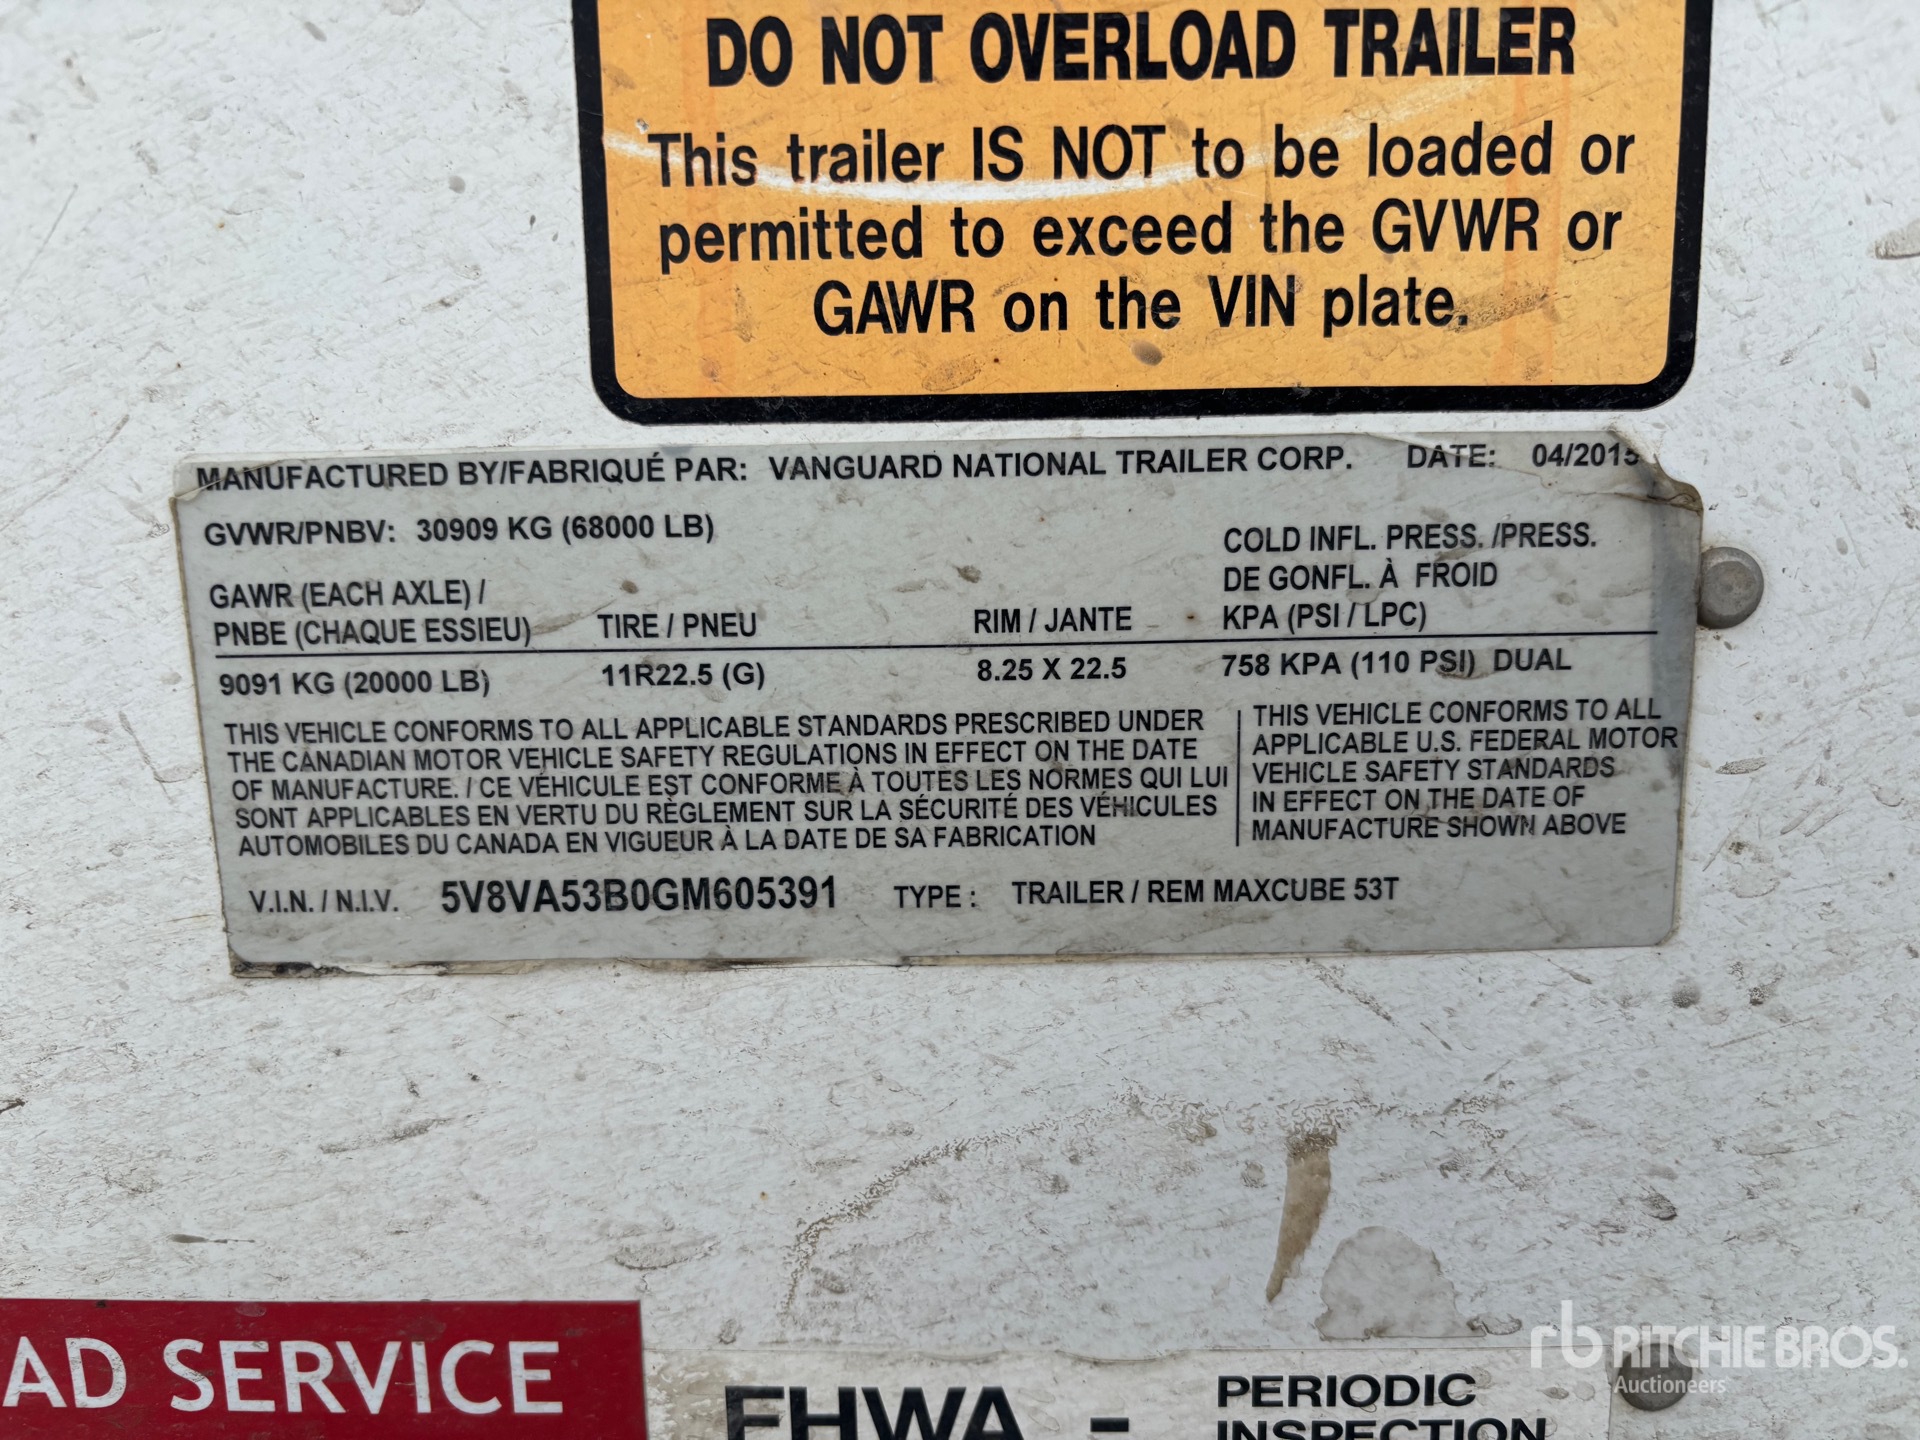 DO NOT OVERLOAD TRAILER
This trailer IS NOT to be loaded or
permitted to exceed the GVWR or
GAWR on the VIN plate.
MANUFACTURED BY/FABRIQUÉ PAR: VANGUARD NATIONAL TRAILER CORP. DATE: 04/2015
GVWR/PNBV: 30909 KG (68000 LB)
COLD INFL. PRESS. /PRESS.
DE GONFL. À FROID
KPA (PSI / LPC)
GAWR (EACH AXLE) /
PNBE (CHAQUE ESSIEU) TIRE / PNEU RIM / JANTE
9091 KG (20000 LB) 11R22.5 (G) 8.25 X 22.5 758 KPA (110 PSI) DUAL
THIS VEHICLE CONFORMS TO ALL APPLICABLE STANDARDS PRESCRIBED UNDER
THE CANADIAN MOTOR VEHICLE SAFETY REGULATIONS IN EFFECT ON THE DATE
OF MANUFACTURE. / CE VÉHICULE EST CONFORME À TOUTES LES NORMES QUI LUI
SONT APPLICABLES EN VERTU DU RÈGLEMENT SUR LA SÉCURITÉ DES VÉHICULES
AUTOMOBILES DU CANADA EN VIGUEUR À LA DATE DE SA FABRICATION
THIS VEHICLE CONFORMS TO ALL
APPLICABLE U.S. FEDERAL MOTOR
VEHICLE SAFETY STANDARDS
IN EFFECT ON THE DATE OF
MANUFACTURE SHOWN ABOVE
V.I.N. / N.I.V. 5V8VA53B0GM605391 TYPE : TRAILER / REM MAXCUBE 53T
AD SERVICE
FHWA - PERIODIC
INSPECTION
rb RITCHIE BROS.
Auctioneers